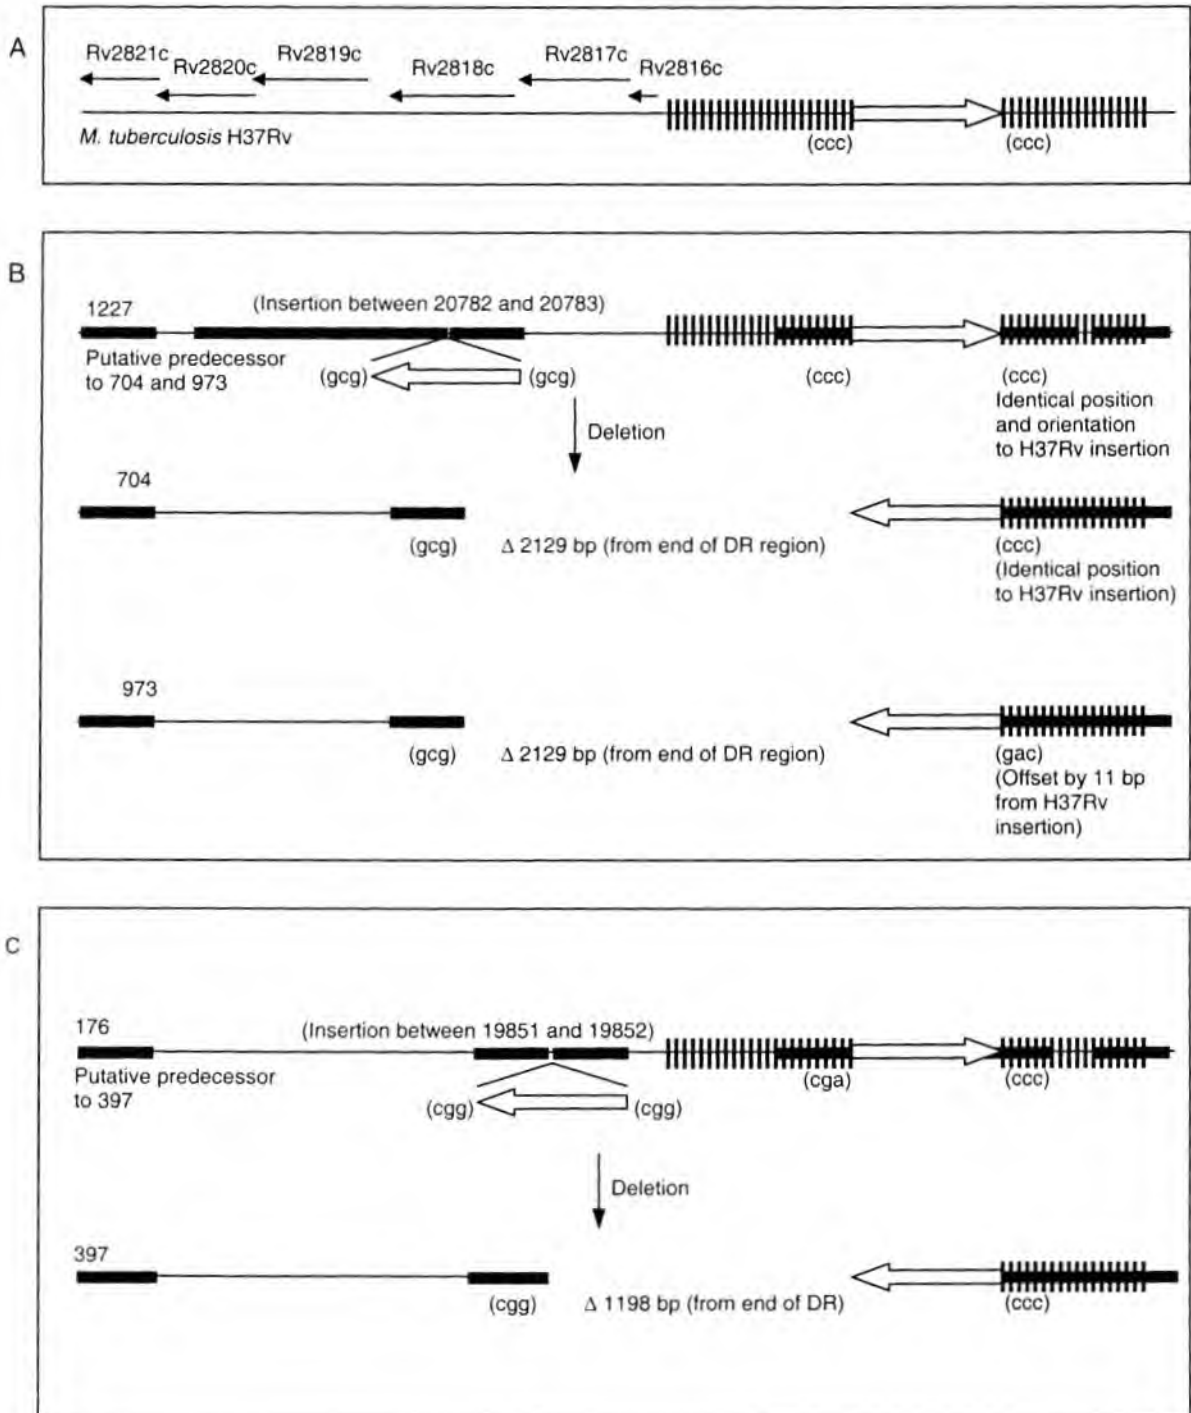 A
Rv2821c
Rv2820c
Rv2819c
Rv2818c
Rv2817c
Rv2816c
M. tuberculosis H37Rv
(ccc)
(ccc)
B
1227
(Insertion between 20782 and 20783)
Putative predecessor
to 704 and 973
(gcg)
(gcg)
(ccc)
(ccc)
Identical position
and orientation
to H37Rv insertion
Deletion
704
(gcg)
Δ 2129 bp (from end of DR region)
(ccc)
(Identical position
to H37Rv insertion)
973
(gcg)
Δ 2129 bp (from end of DR region)
(gac)
(Offset by 11 bp
from H37Rv
insertion)
C
176
(Insertion between 19851 and 19852)
Putative predecessor
to 397
(cgg)
(cgg)
(cga)
(ccc)
Deletion
397
(cgg)
Δ 1198 bp (from end of DR)
(ccc)